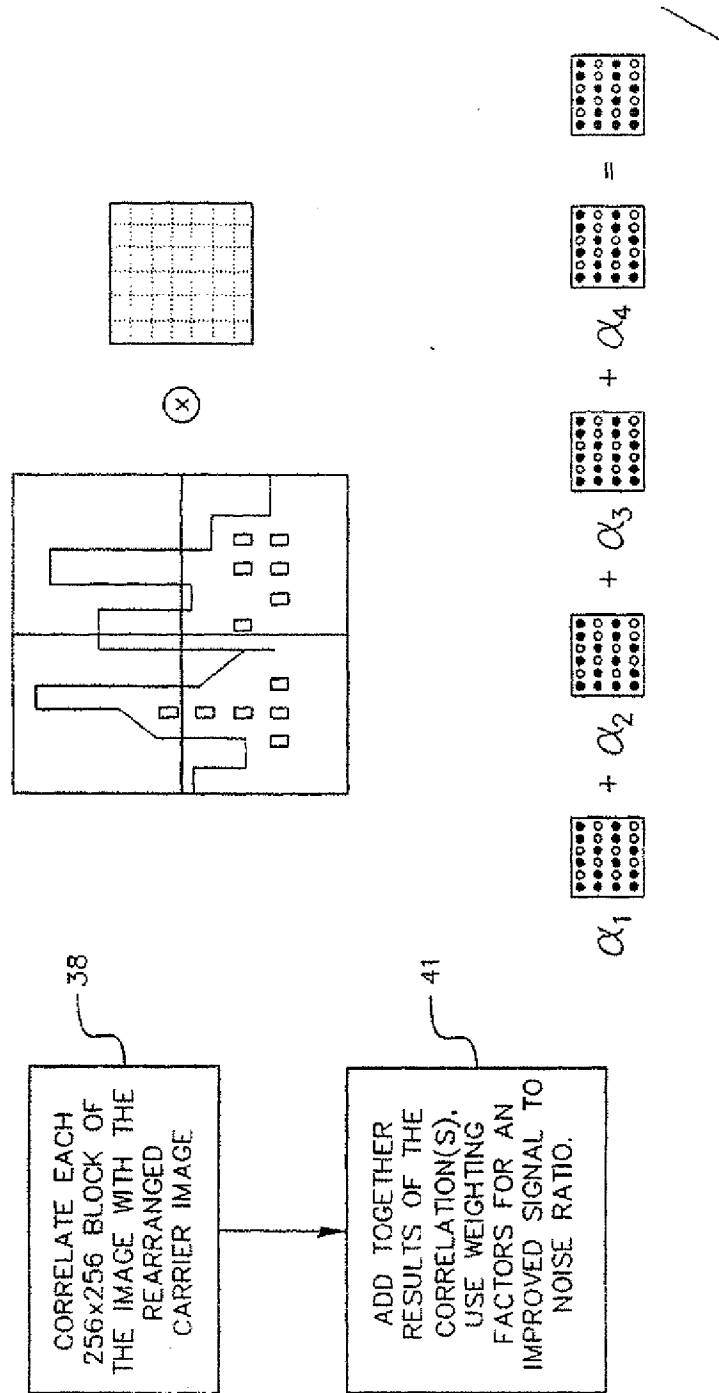 CORRELATE EACH
256x256 BLOCK OF
THE IMAGE WITH THE
REARRANGED
CARRIER IMAGE
38
ADD TOGETHER
RESULTS OF THE
CORRELATION(S).
USE WEIGHTING
FACTORS FOR AN
IMPROVED SIGNAL TO
NOISE RATIO.
41
α1 + α2 + α3 + α4 =